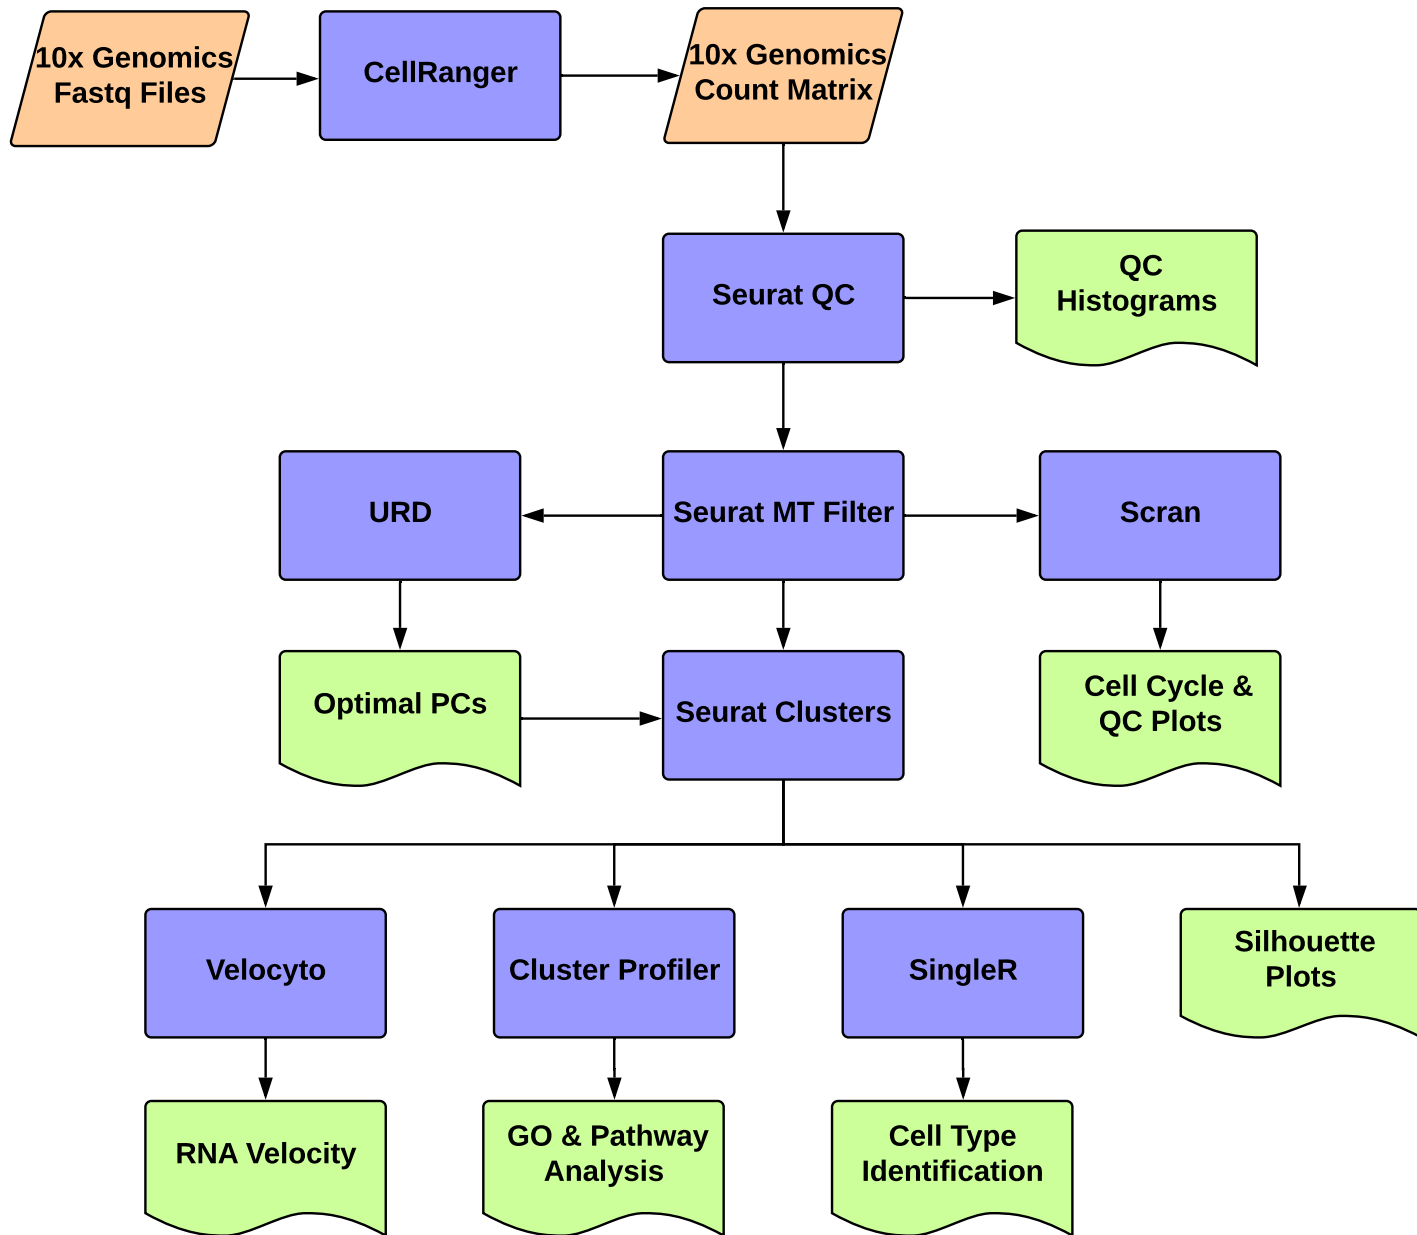 10x Genomics
Fastq Files
CellRanger
10x Genomics
Count Matrix
Seurat QC
QC
Histograms
URD
Seurat MT Filter
Scran
Optimal PCs
Seurat Clusters
Cell Cycle &
QC Plots
Velocyto
Cluster Profiler
SingleR
Silhouette
Plots
RNA Velocity
GO & Pathway
Analysis
Cell Type
Identification